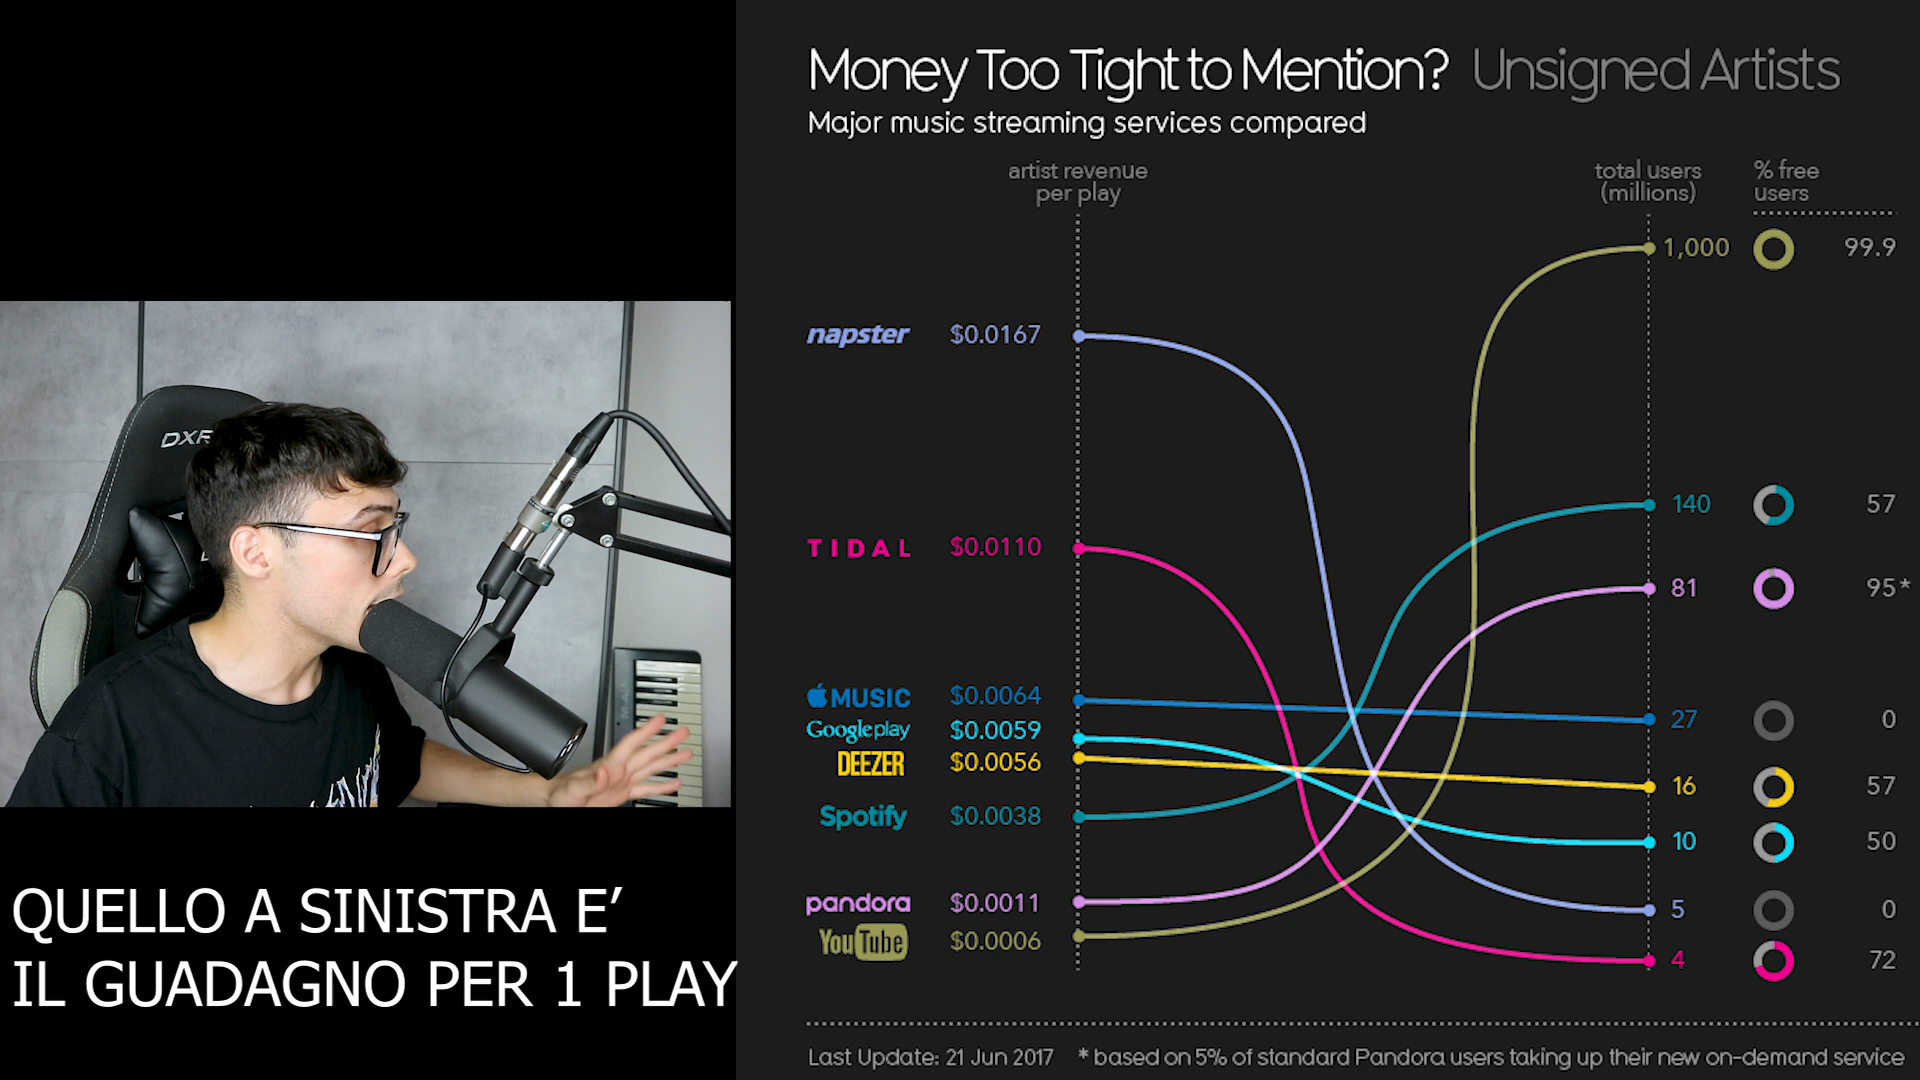 Money Too Tight to Mention? Unsigned Artists
Major music streaming services compared
artist revenue
per play
total users
(millions)
% free
users
1,000 99.9
napster $0.0167
140 57
TIDAL $0.0110
81 95*
MUSIC $0.0064
27 0
Google play $0.0059
DEEZER $0.0056
16 57
Spotify $0.0038
10 50
pandora $0.0011
5 0
YouTube $0.0006
4 72
Last Update: 21 Jun 2017 * based on 5% of standard Pandora users taking up their new on-demand service
DXR
QUELLO A SINISTRA E’
IL GUADAGNO PER 1 PLAY